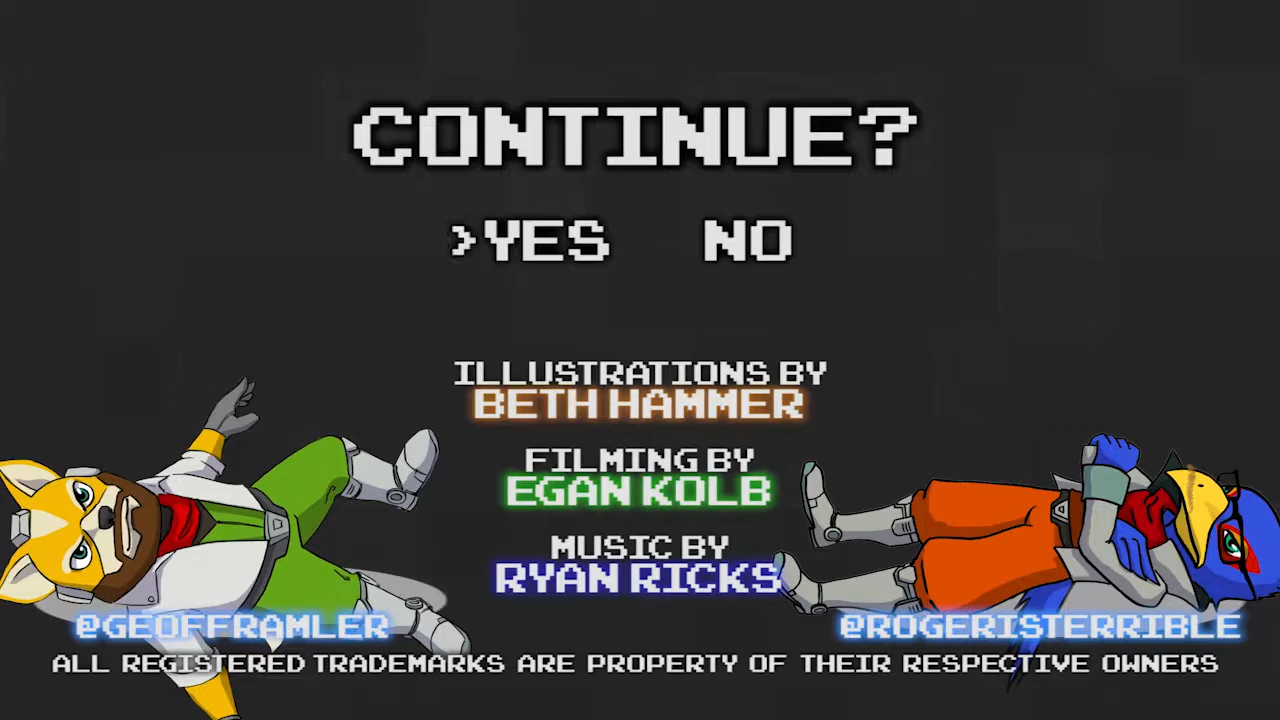 CONTINUE?
>YES NO
ILLUSTRATIONS BY
BETH HAMMER
FILMING BY
EGAN KOLB
MUSIC BY
RYAN RICKS
@GEOFFRAMLER @ROGERISTERRIBLE
ALL REGISTERED TRADEMARKS ARE PROPERTY OF THEIR RESPECTIVE OWNERS